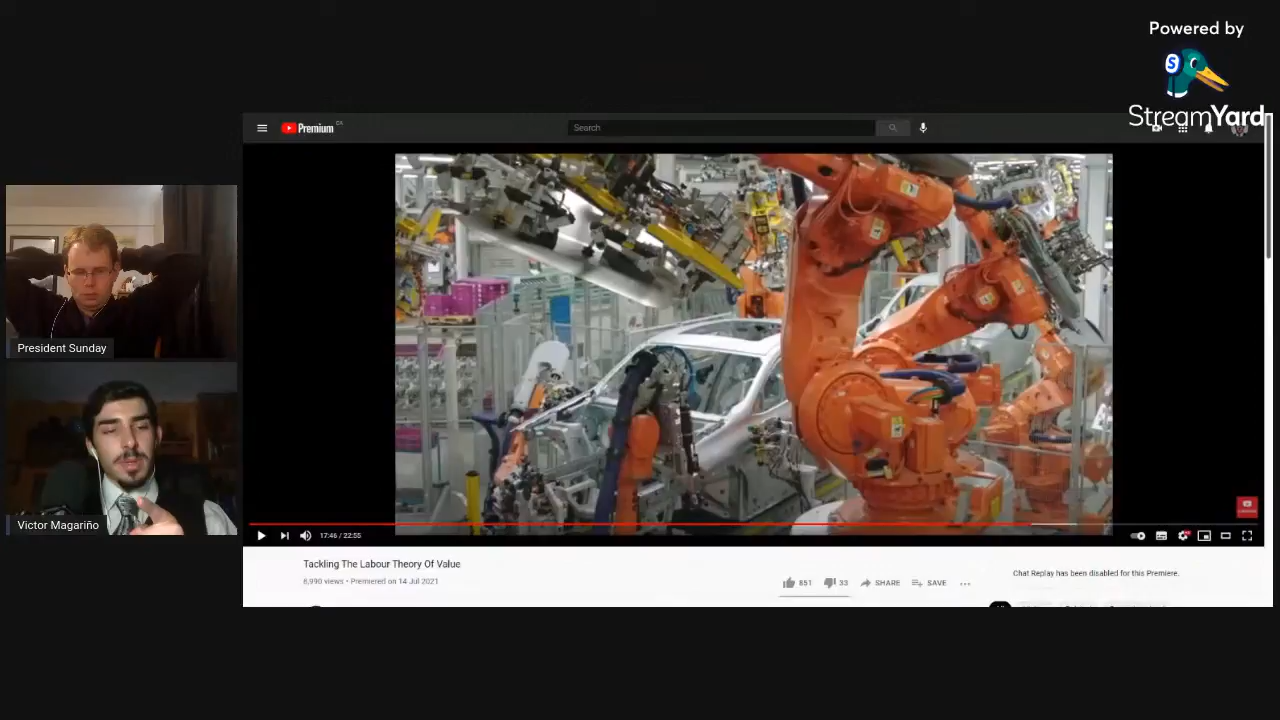 Powered by
StreamYard
Premium
CA
Search
President Sunday
Victor Magariño
17:46 / 22:55
Tackling The Labour Theory Of Value
8,990 views • Premiered on 14 Jul 2021
851
33
SHARE
SAVE
Chat Replay has been disabled for this Premiere.